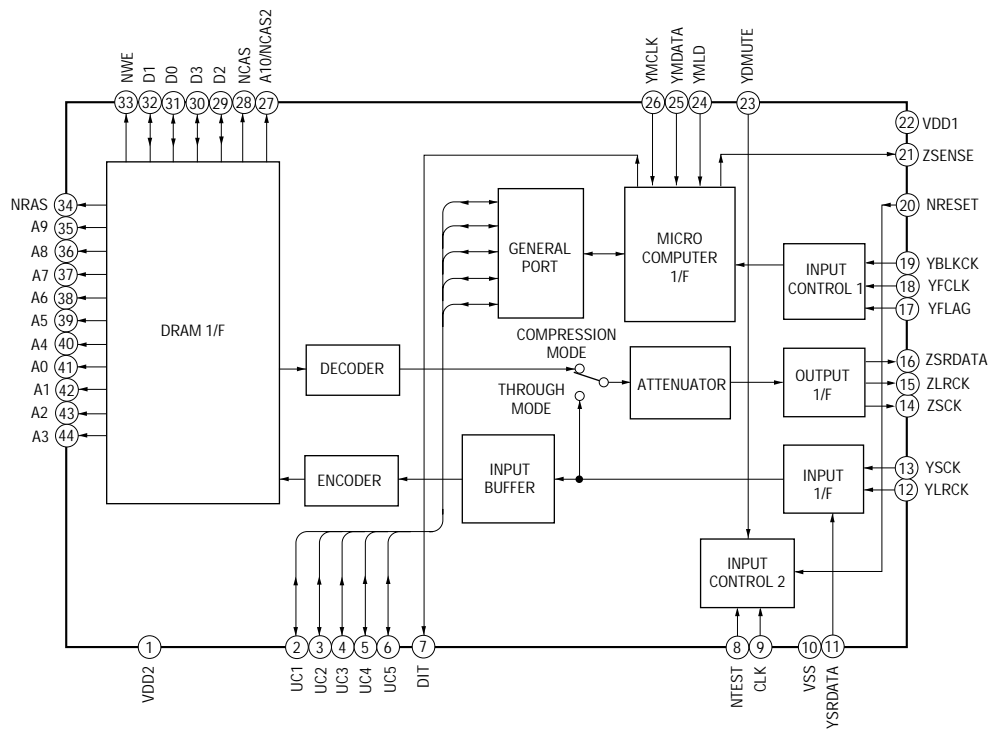 NWE
D1
D0
D3
D2
NCAS
A10/NCAS2
YMCLK
YMDATA
YMLD
YDMUTE
33
32
31
30
29
28
27
26
25
24
23
22 VDD1
21 ZSENSE
NRAS 34
20 NRESET
A9 35
A8 36
A7 37
A6 38
A5 39
A4 40
A0 41
A1 42
A2 43
A3 44
DRAM 1/F
GENERAL
PORT
MICRO
COMPUTER
1/F
INPUT
CONTROL 1
19 YBLKCK
18 YFCLK
17 YFLAG
DECODER
COMPRESSION
MODE
THROUGH
MODE
ATTENUATOR
OUTPUT
1/F
16 ZSRDATA
15 ZLRCK
14 ZSCK
ENCODER
INPUT
BUFFER
INPUT
1/F
13 YSCK
12 YLRCK
INPUT
CONTROL 2
1
2
3
4
5
6
7
8
9
10
11
VDD2
UC1
UC2
UC3
UC4
UC5
DIT
NTEST
CLK
VSS
YSRDATA